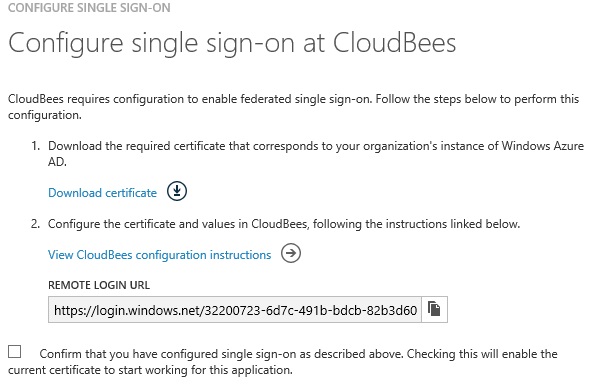 CONFIGURE SINGLE SIGN-ON
Configure single sign-on at CloudBees
CloudBees requires configuration to enable federated single sign-on. Follow the steps below to perform this
configuration.
1. Download the required certificate that corresponds to your organization's instance of Windows Azure
AD.
Download certificate
2. Configure the certificate and values in CloudBees, following the instructions linked below.
View CloudBees configuration instructions
REMOTE LOGIN URL
https://login.windows.net/32200723-6d7c-491b-bdcb-82b3d60
Confirm that you have configured single sign-on as described above. Checking this will enable the
current certificate to start working for this application.